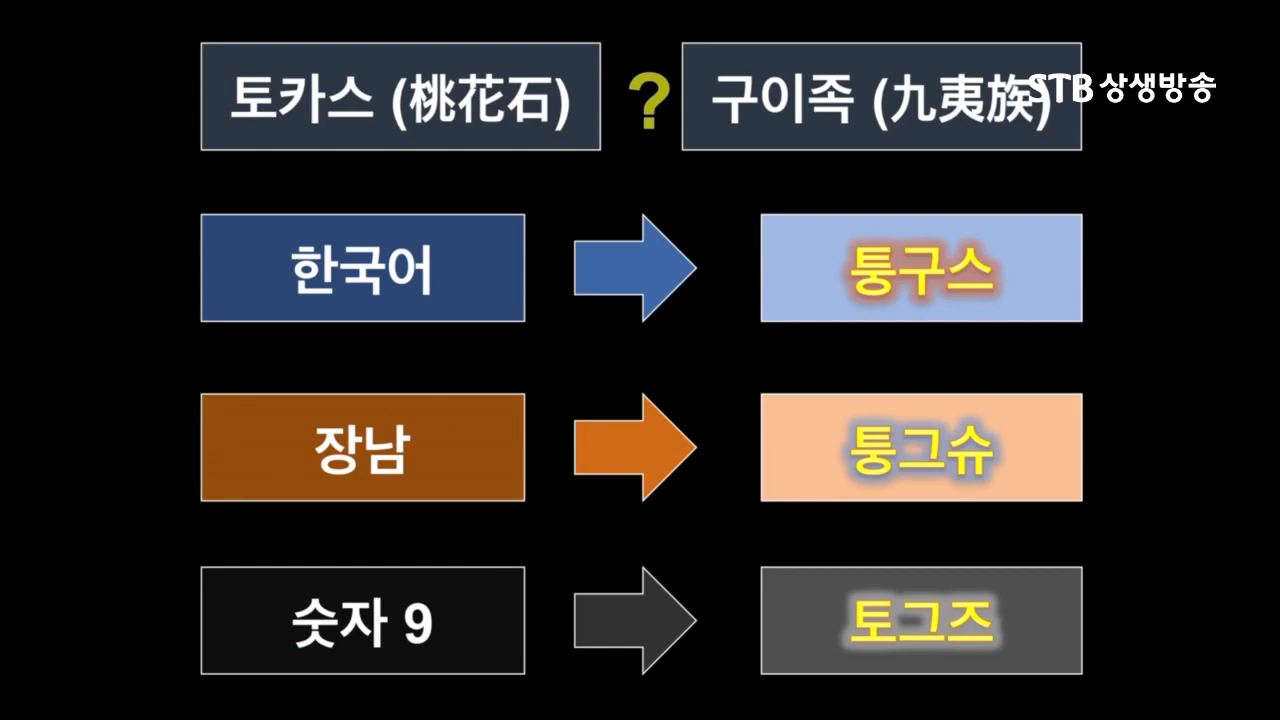 토카스 (桃花石) ? 구이족 (九夷族)
STB 상생방송
한국어 퉁구스
장남 퉁그슈
숫자 9 토그즈